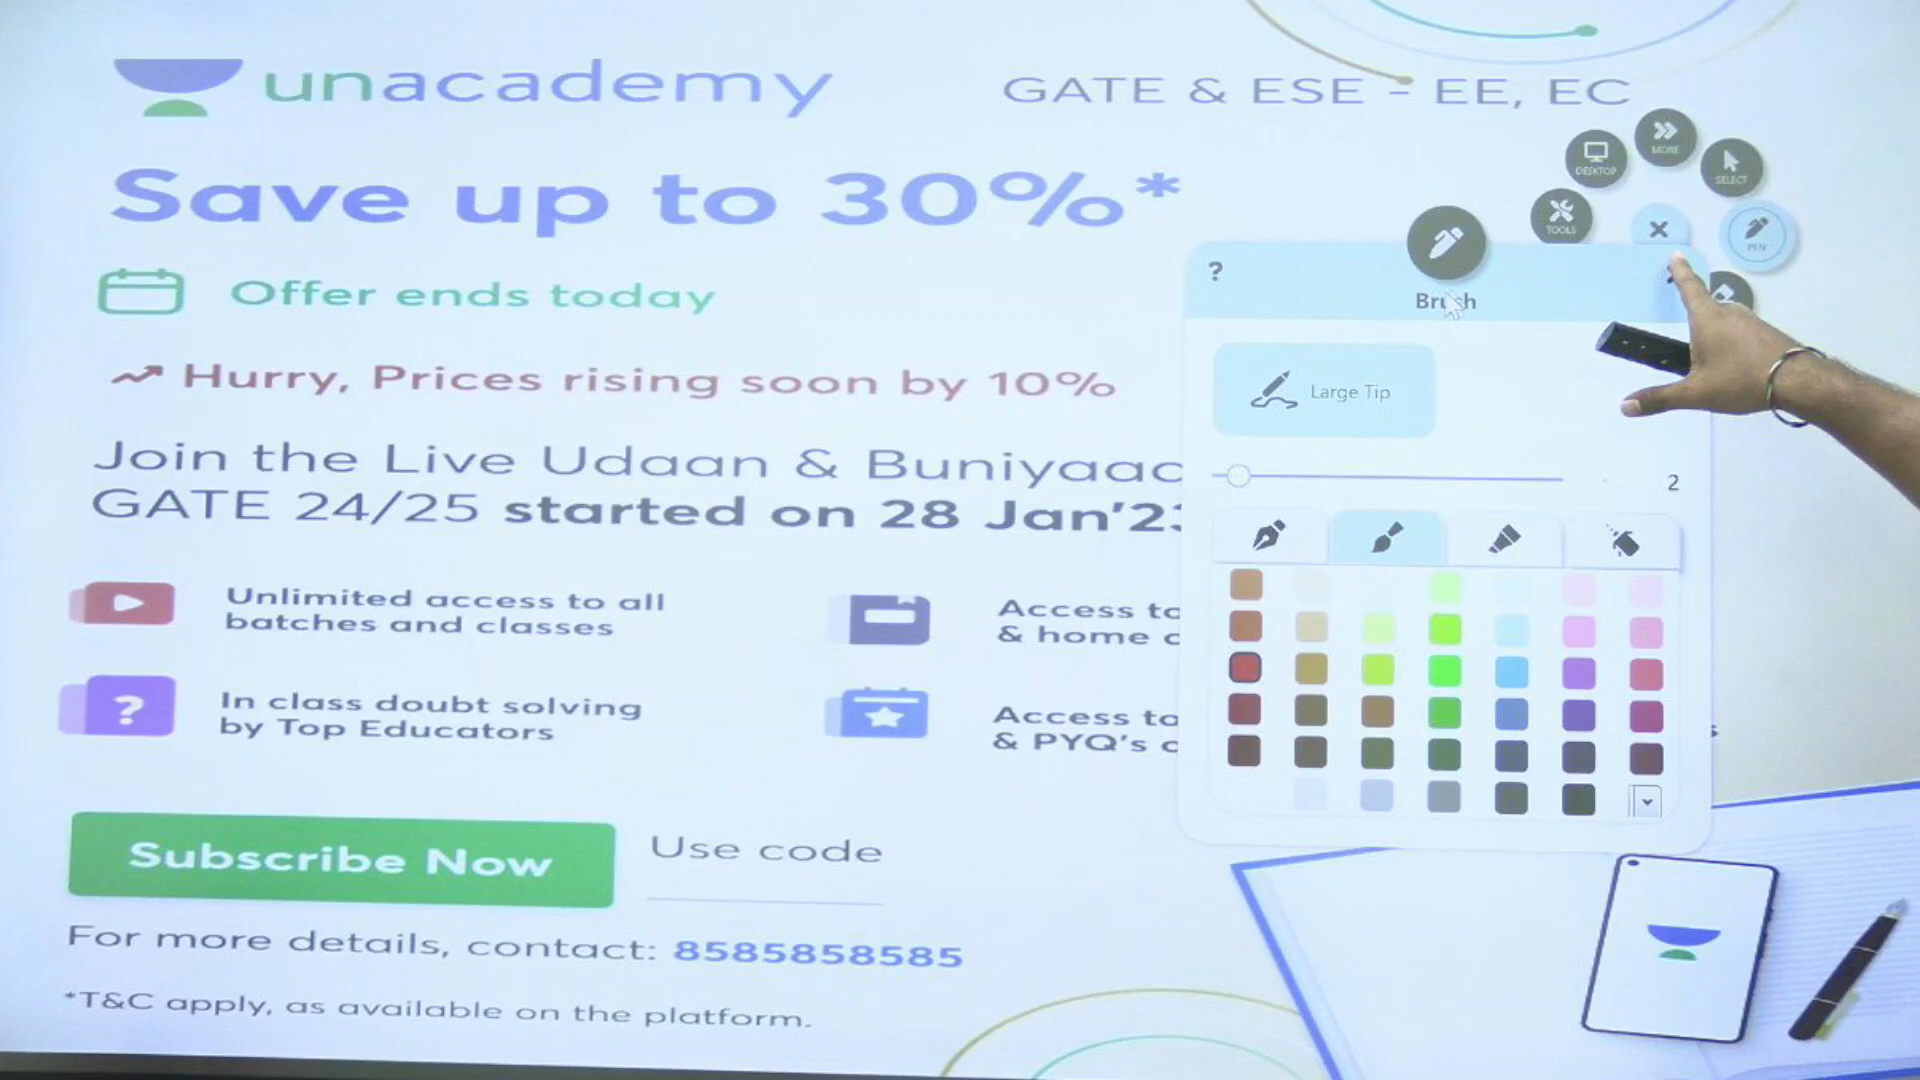 unacademy
GATE & ESE - EE, EC
Save up to 30%*
Offer ends today
Hurry, Prices rising soon by 10%
Join the Live Udaan & Buniyaad
GATE 24/25 started on 28 Jan'23
Unlimited access to all
batches and classes
Access to
& home
In class doubt solving
by Top Educators
Access to
& PYQ's
Subscribe Now
Use code
For more details, contact: 8585858585
*T&C apply, as available on the platform.
DESKTOP
MORE
SELECT
TOOLS
PEN
?
Brush
Large Tip
2